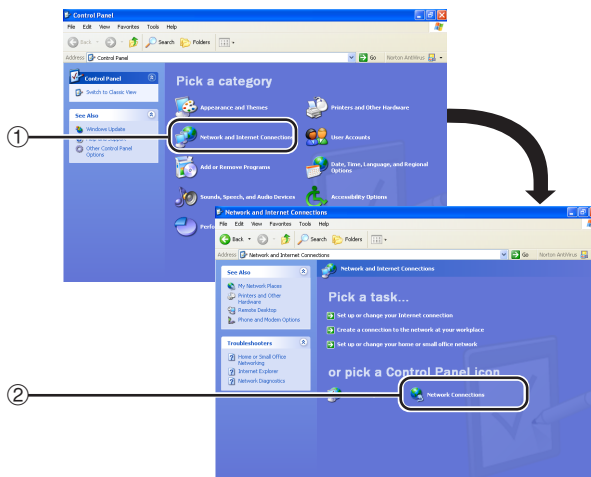 Control Panel
File Edit View Favorites Tools Help
Back Search Folders
Address Control Panel Go Norton AntiVirus
Control Panel
Switch to Classic View
See Also
Windows Update
Help and Support
Other Control Panel
Options
Pick a category
Appearance and Themes
Printers and Other Hardware
Network and Internet Connections
User Accounts
Add or Remove Programs
Date, Time, Language, and Regional
Options
Sounds, Speech, and Audio Devices
Accessibility Options
Perfo
1
Network and Internet Connections
File Edit View Favorites Tools Help
Back Search Folders
Address Network and Internet Connections Go Norton AntiVirus
See Also
My Network Places
Printers and Other
Hardware
Remote Desktop
Phone and Modem Options
Troubleshooters
Home or Small Office
Networking
Internet Explorer
Network Diagnostics
Network and Internet Connections
Pick a task...
Set up or change your Internet connection
Create a connection to the network at your workplace
Set up or change your home or small office network
or pick a Control Panel icon
Network Connections
2